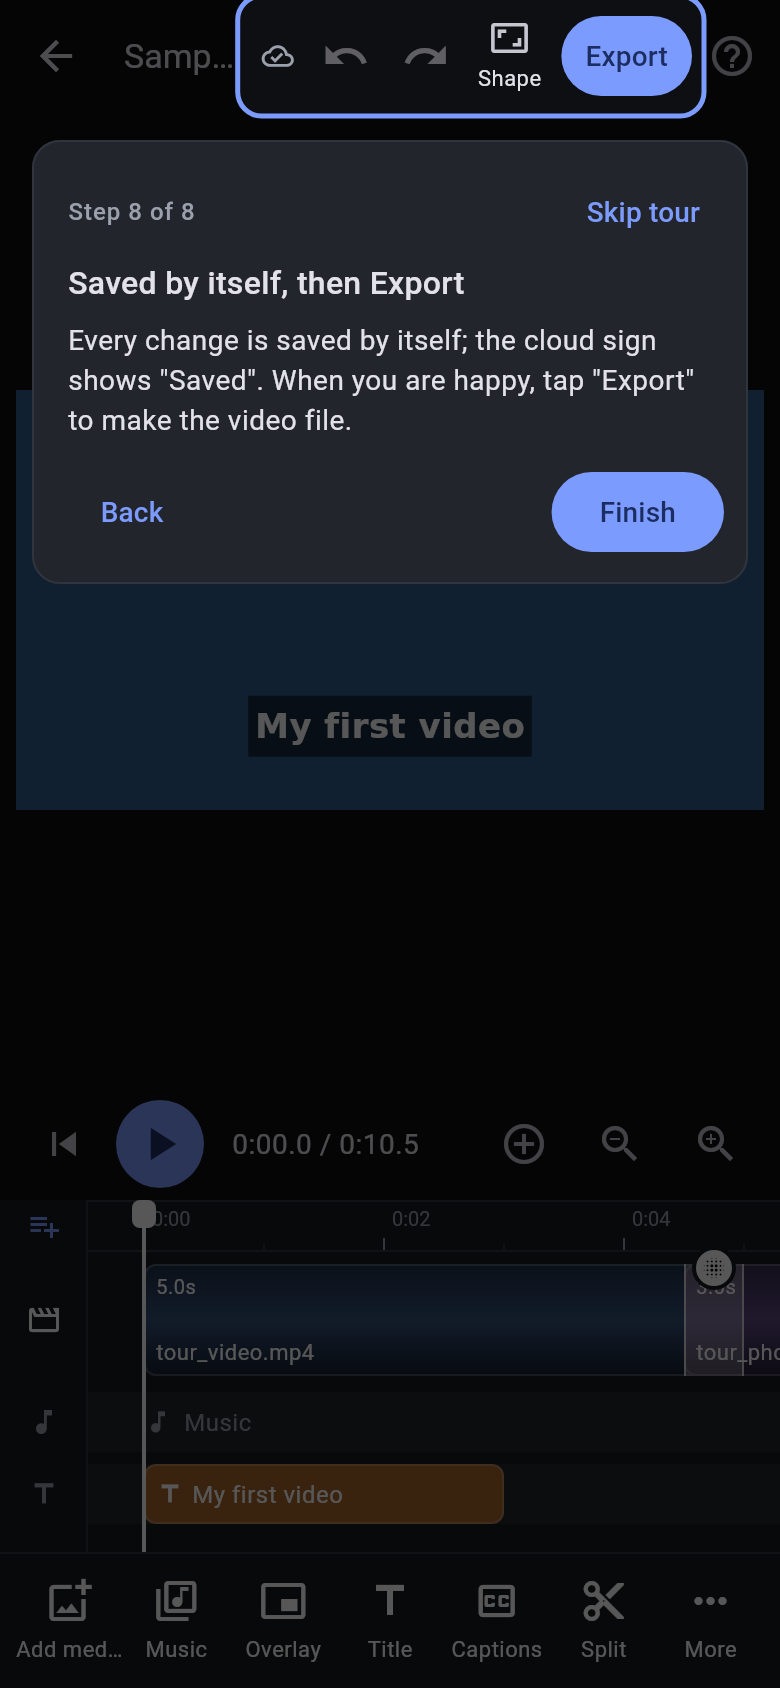 Samp...
Shape
Export
Step 8 of 8
Skip tour
Saved by itself, then Export
Every change is saved by itself; the cloud sign
shows "Saved". When you are happy, tap "Export"
to make the video file.
Back
Finish
My first video
0:00.0 / 0:10.5
0:00
0:02
0:04
5.0s
tour_video.mp4
tour_pho
Music
My first video
Add med...
Music
Overlay
Title
CC
Captions
Split
More